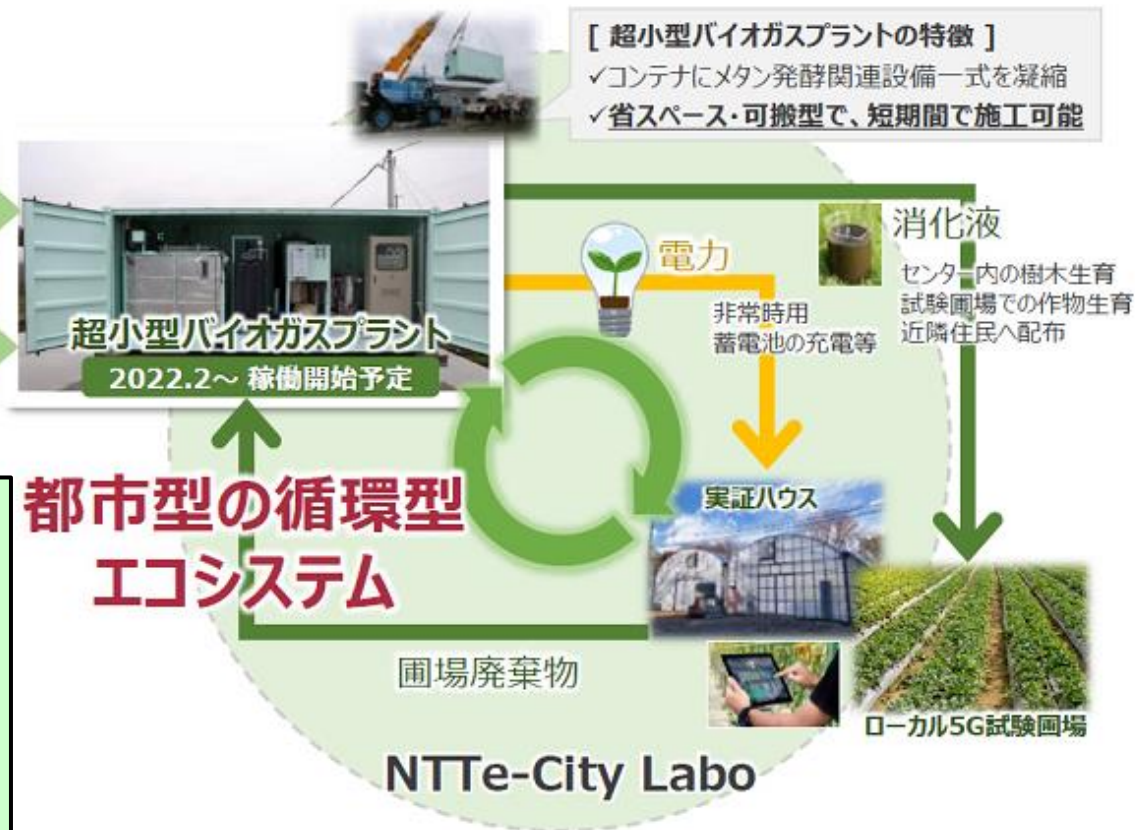 [ 超小型バイオガスプラントの特徴 ]
✓コンテナにメタン発酵関連設備一式を凝縮
✓省スペース・可搬型で、短期間で施工可能
消化液
センター内の樹木生育
試験圃場での作物生育
近隣住民へ配布
電力
非常時用
蓄電池の充電等
超小型バイオガスプラント
2022.2～ 稼働開始予定
都市型の循環型
エコシステム
実証ハウス
圃場廃棄物
ローカル5G試験圃場
NTTe-City Labo